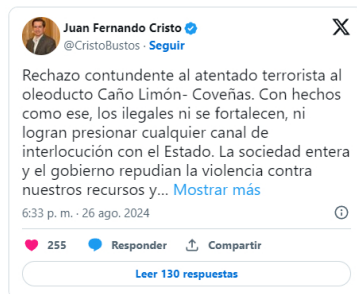 Juan Fernando Cristo
@CristoBustos · Seguir
X
Rechazo contundente al atentado terrorista al
oleoducto Caño Limón- Coveñas. Con hechos
como ese, los ilegales ni se fortalecen, ni
logran presionar cualquier canal de
interlocución con el Estado. La sociedad entera
y el gobierno repudian la violencia contra
nuestros recursos y... Mostrar más
6:33 p. m. · 26 ago. 2024
255 Responder Compartir
Leer 130 respuestas